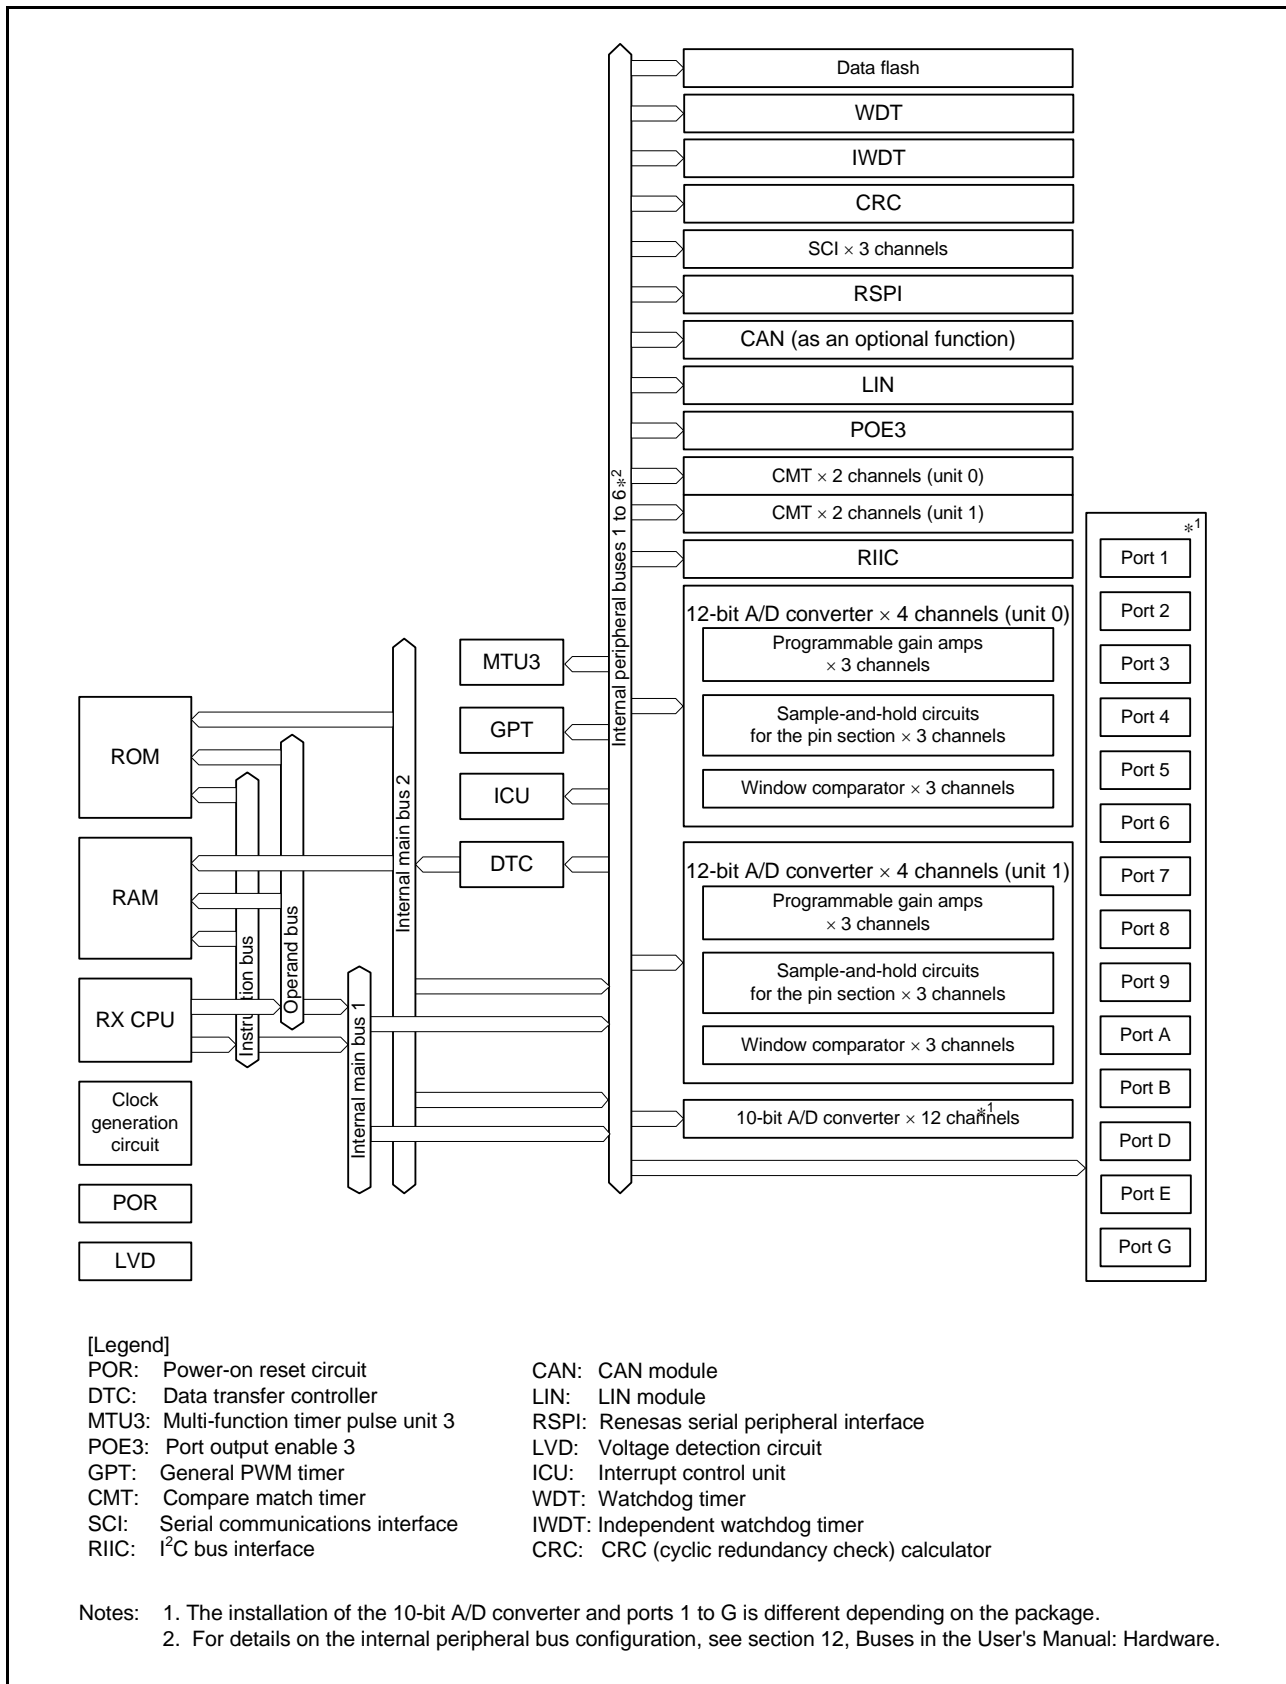 Data flash
WDT
IWDT
CRC
SCI × 3 channels
RSPI
CAN (as an optional function)
LIN
POE3
CMT × 2 channels (unit 0)
CMT × 2 channels (unit 1)
RIIC
12-bit A/D converter × 4 channels (unit 0)
Programmable gain amps
× 3 channels
Sample-and-hold circuits
for the pin section × 3 channels
Window comparator × 3 channels
12-bit A/D converter × 4 channels (unit 1)
Programmable gain amps
× 3 channels
Sample-and-hold circuits
for the pin section × 3 channels
Window comparator × 3 channels
10-bit A/D converter × 12 channels*1
*1
Port 1
Port 2
Port 3
Port 4
Port 5
Port 6
Port 7
Port 8
Port 9
Port A
Port B
Port D
Port E
Port G
Internal peripheral buses 1 to 6*2
MTU3
GPT
ICU
DTC
Internal main bus 2
Internal main bus 1
Operand bus
Instruction bus
ROM
RAM
RX CPU
Clock
generation
circuit
POR
LVD
[Legend]
POR: Power-on reset circuit
DTC: Data transfer controller
MTU3: Multi-function timer pulse unit 3
POE3: Port output enable 3
GPT: General PWM timer
CMT: Compare match timer
SCI: Serial communications interface
RIIC: I2C bus interface
CAN: CAN module
LIN: LIN module
RSPI: Renesas serial peripheral interface
LVD: Voltage detection circuit
ICU: Interrupt control unit
WDT: Watchdog timer
IWDT: Independent watchdog timer
CRC: CRC (cyclic redundancy check) calculator
Notes: 1. The installation of the 10-bit A/D converter and ports 1 to G is different depending on the package.
2. For details on the internal peripheral bus configuration, see section 12, Buses in the User's Manual: Hardware.